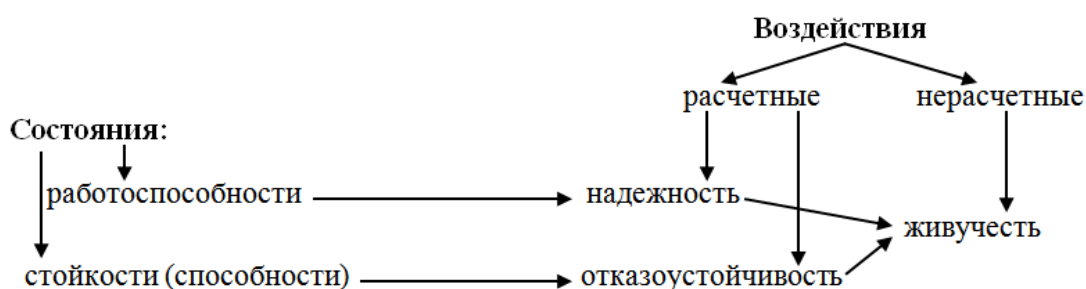 Воздействия
расчетные нерасчетные
Состояния:
работоспособности надежность
живучесть
стойкости (способности) отказоустойчивость